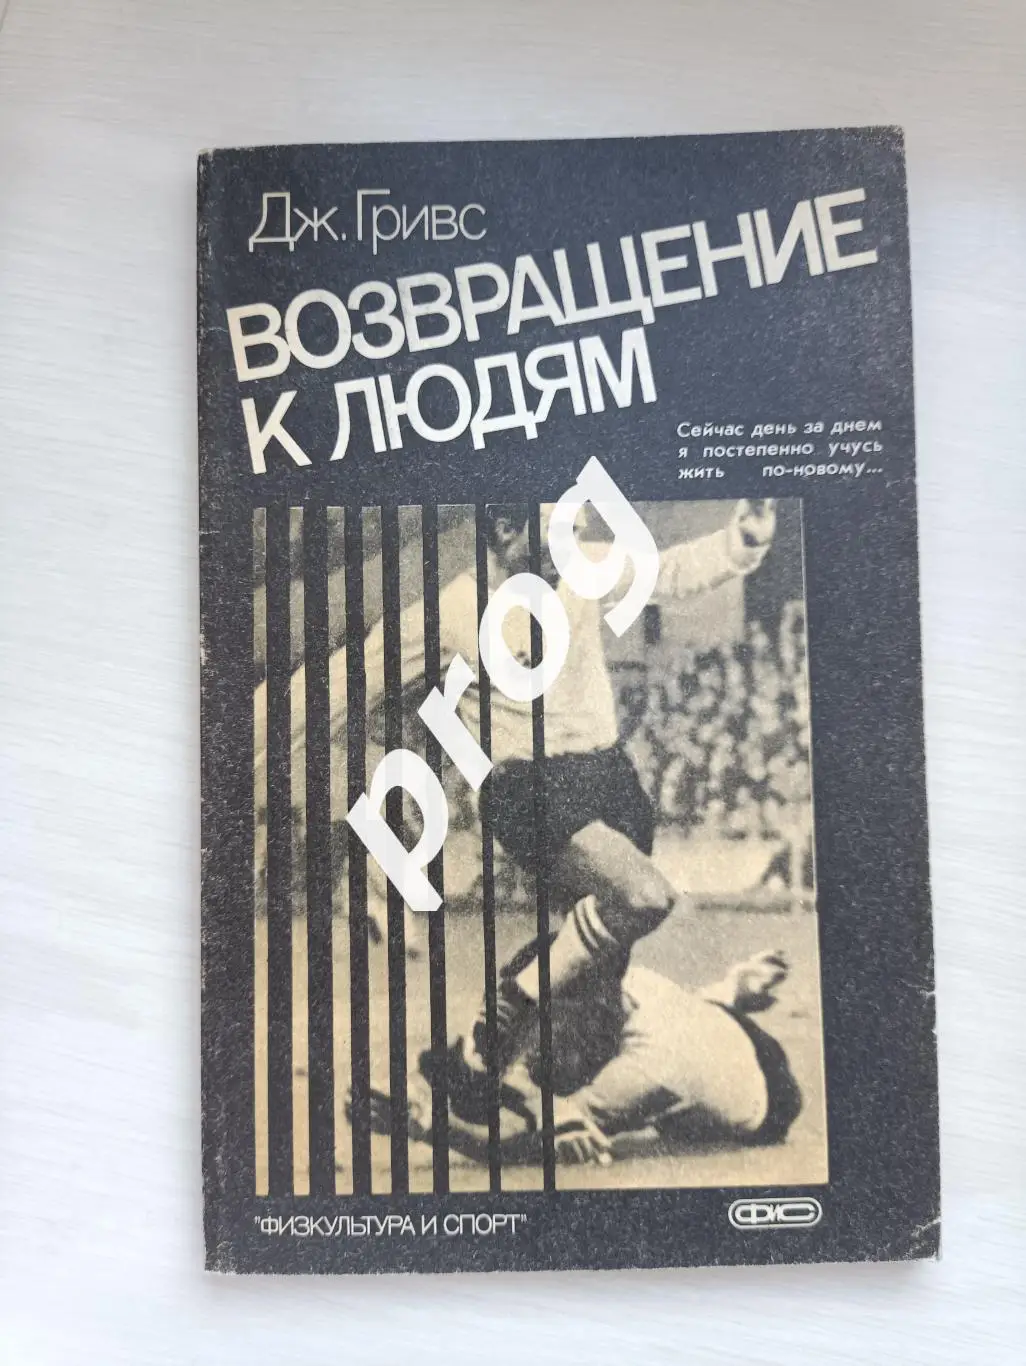 Дж. Гривс
ВОЗВРАЩЕНИЕ
К ЛЮДЯМ
Сейчас день за днем
я постепенно учусь
жить по-новому...
prog
"ФИЗКУЛЬТУРА И СПОРТ"
ФИС